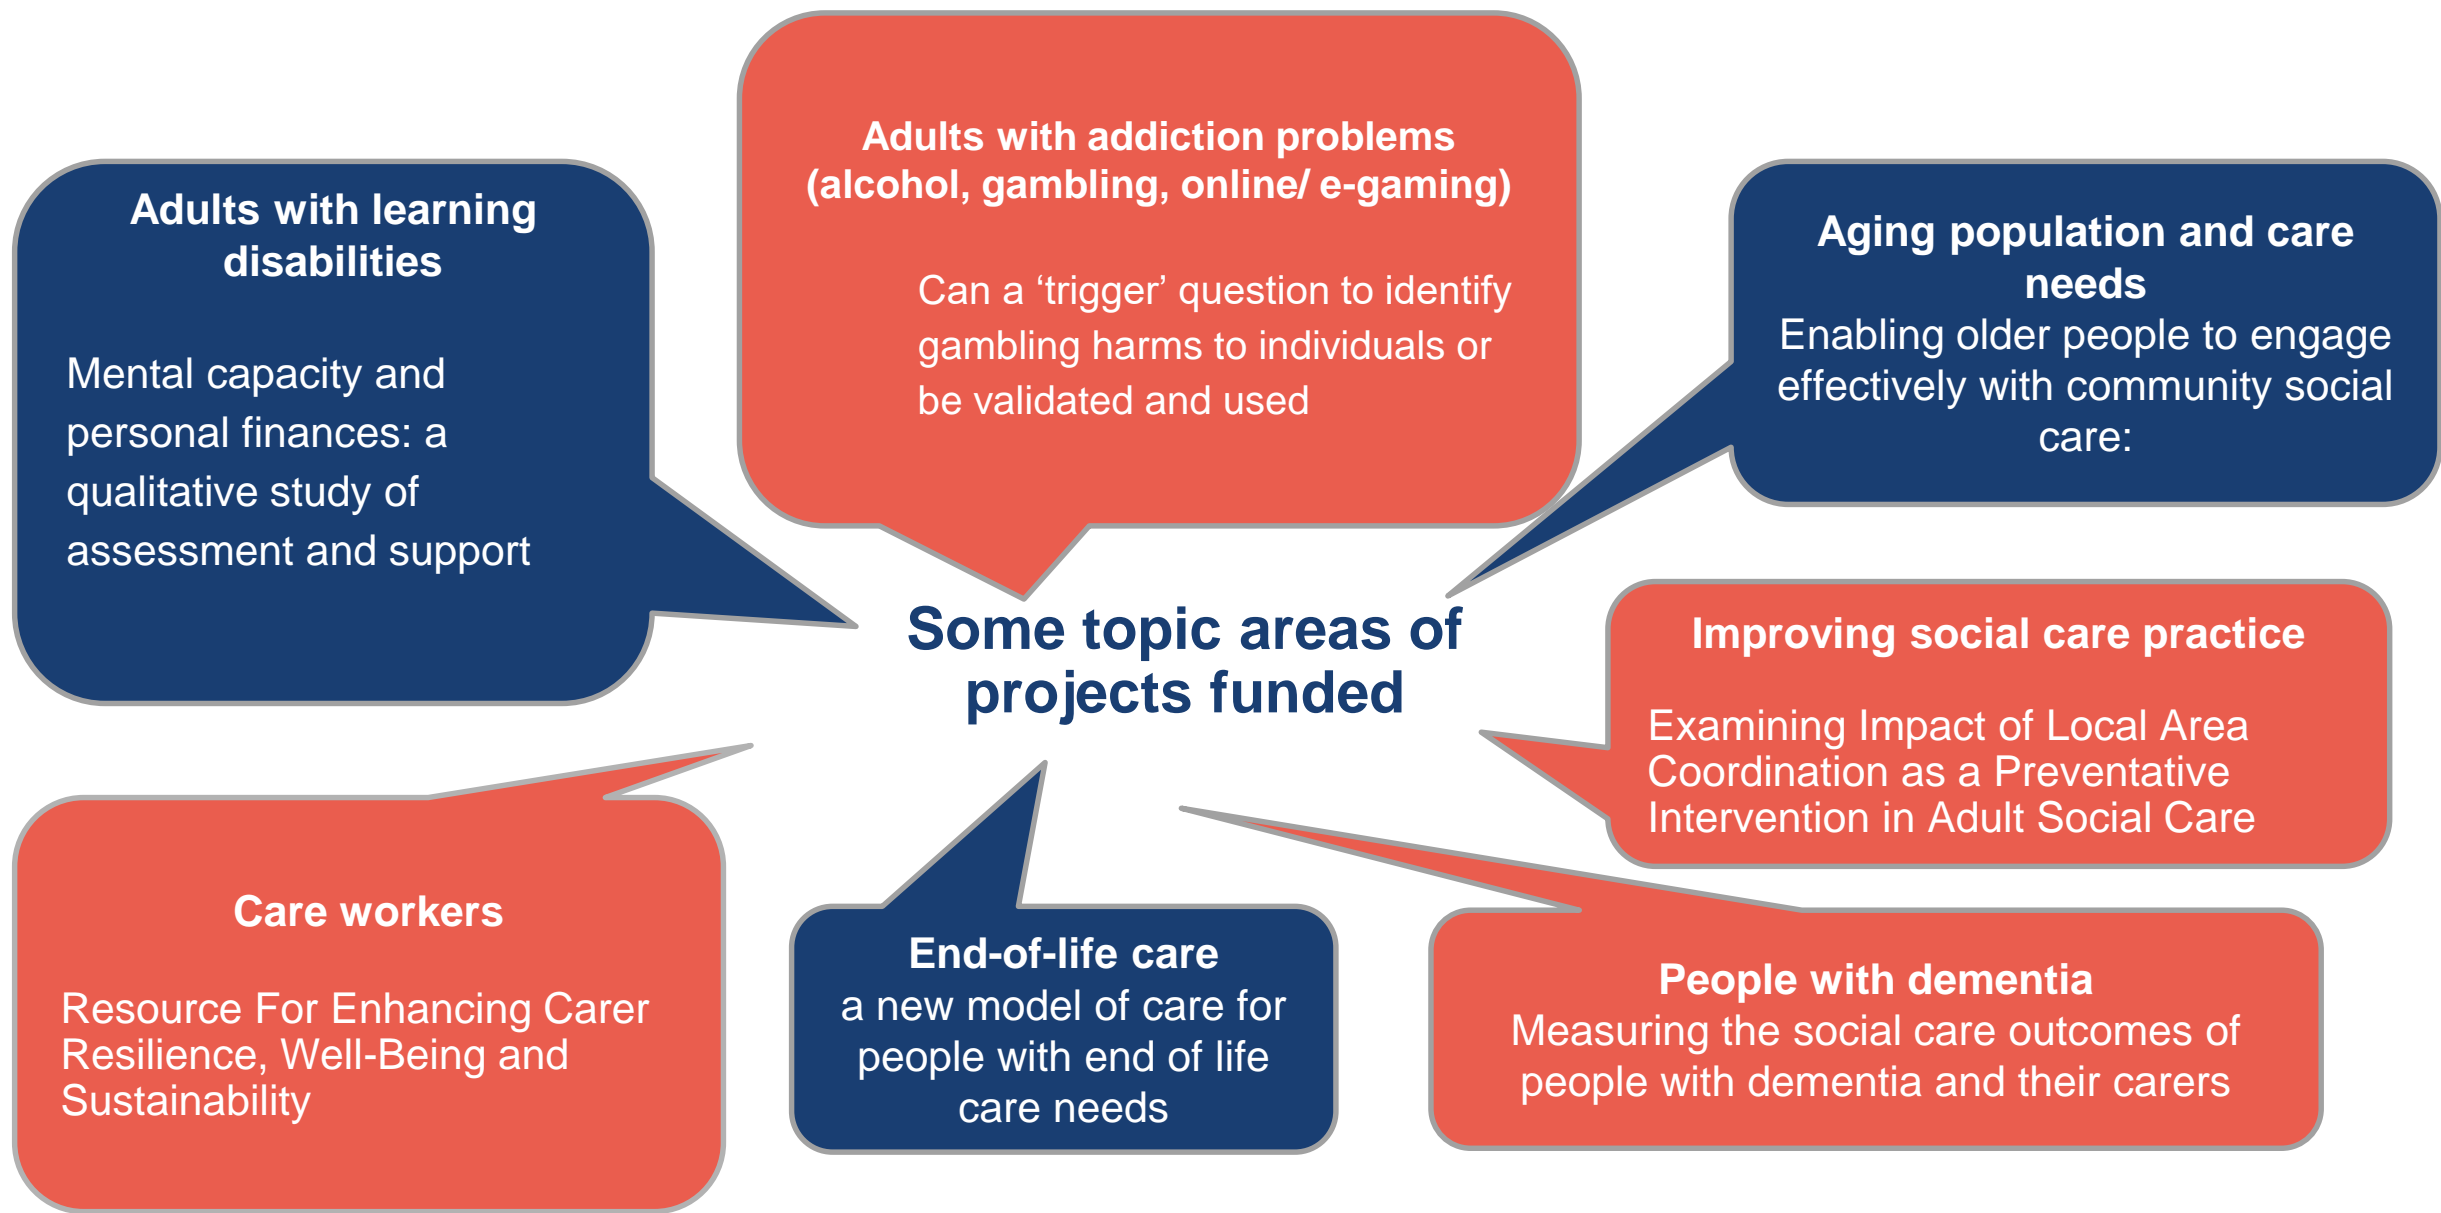 Adults with addiction problems
(alcohol, gambling, online/ e-gaming)
Can a ‘trigger’ question to identify
gambling harms to individuals or
be validated and used
Adults with learning
disabilities
Mental capacity and
personal finances: a
qualitative study of
assessment and support
Aging population and care
needs
Enabling older people to engage
effectively with community social
care:
Some topic areas of
projects funded
Improving social care practice
Examining Impact of Local Area
Coordination as a Preventative
Intervention in Adult Social Care
Care workers
Resource For Enhancing Carer
Resilience, Well-Being and
Sustainability
End-of-life care
a new model of care for
people with end of life
care needs
People with dementia
Measuring the social care outcomes of
people with dementia and their carers